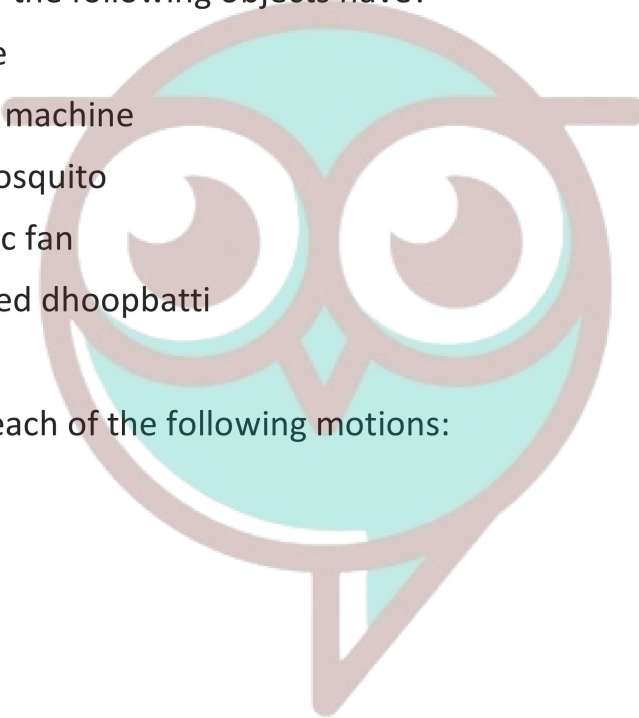 the following objects have?
e
machine
osquito
c fan
ed dhoopbatti
each of the following motions: